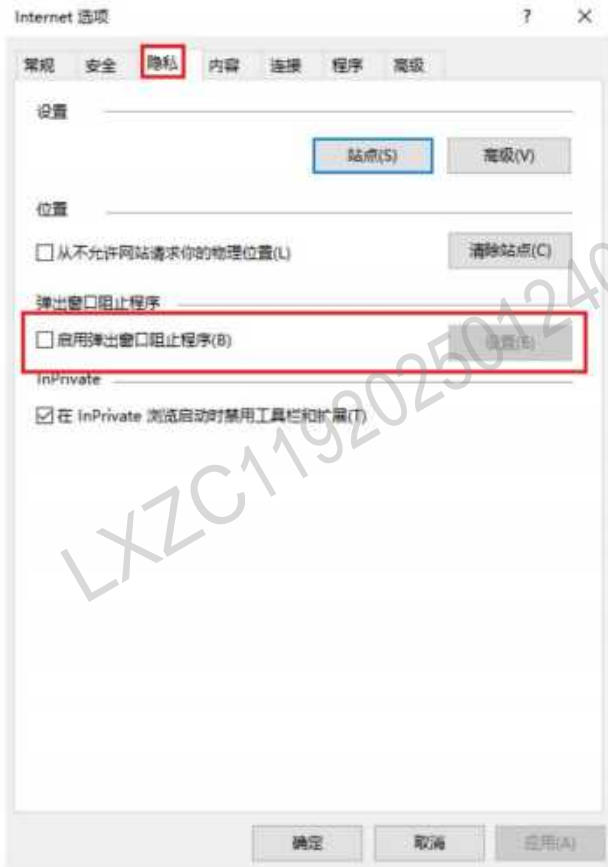 Internet 选项 ? ×
常规 安全 隐私 内容 连接 程序 高级
设置
站点(S) 高级(V)
位置
从不允许网站请求你的物理位置(L) 清除站点(C)
弹出窗口阻止程序
启用弹出窗口阻止程序(B) 设置(E)
InPrivate
在 InPrivate 浏览启动时禁用工具栏和扩展(T)
LXZC119202501240
确定 取消 应用(A)